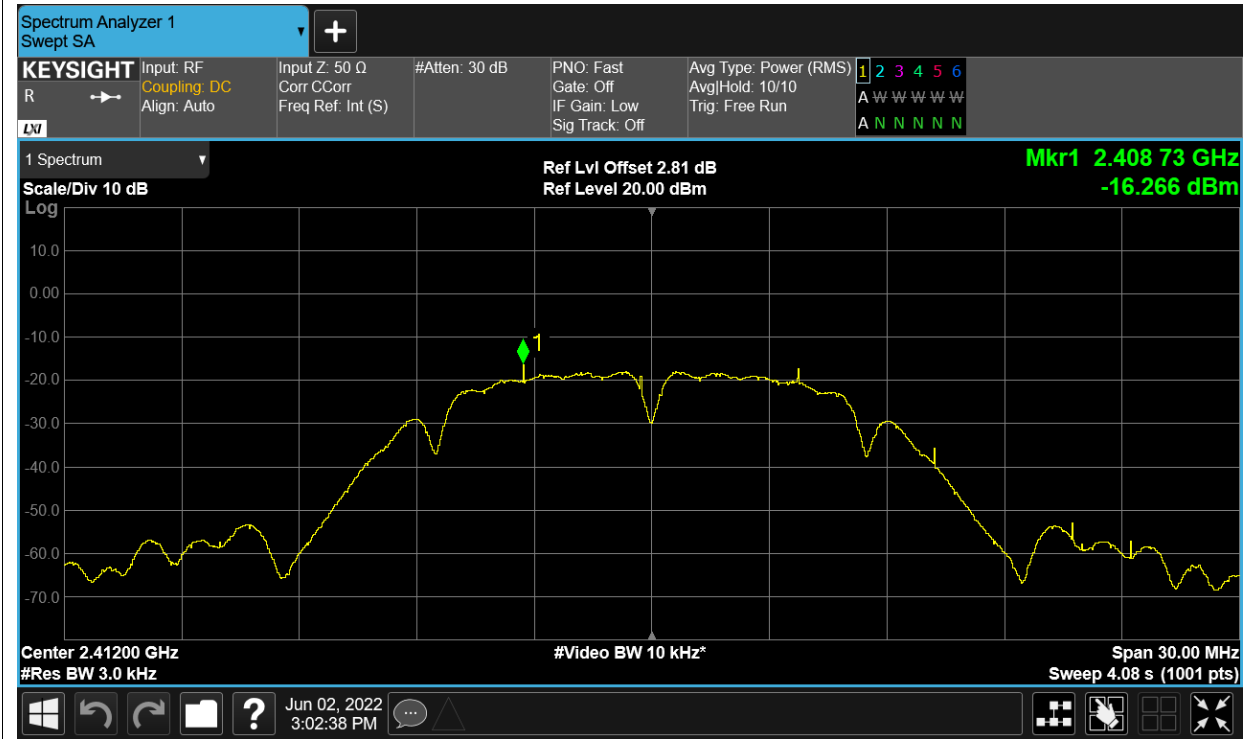 Spectrum Analyzer 1
Swept SA
+
KEYSIGHT
R
LXI
Input: RF
Coupling: DC
Align: Auto
Input Z: 50 Ω
Corr CCorr
Freq Ref: Int (S)
#Atten: 30 dB
PNO: Fast
Gate: Off
IF Gain: Low
Sig Track: Off
Avg Type: Power (RMS)
Avg|Hold: 10/10
Trig: Free Run
1 2 3 4 5 6
A W W W W W
A N N N N N
1 Spectrum
Scale/Div 10 dB
Log
Ref Lvl Offset 2.81 dB
Ref Level 20.00 dBm
Mkr1 2.408 73 GHz
-16.266 dBm
10.0
0.00
-10.0
-20.0
-30.0
-40.0
-50.0
-60.0
-70.0
1
Center 2.41200 GHz
#Res BW 3.0 kHz
#Video BW 10 kHz*
Span 30.00 MHz
Sweep 4.08 s (1001 pts)
?
Jun 02, 2022
3:02:38 PM